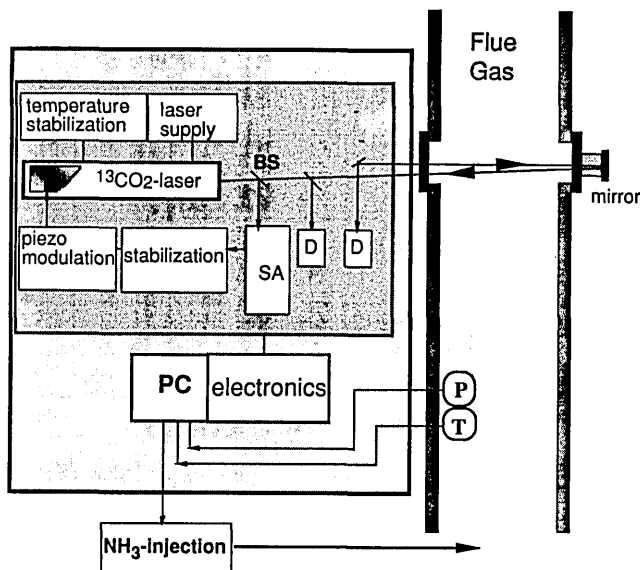 Flue
Gas
temperature
stabilization
laser
supply
BS
¹³CO₂-laser
mirror
piezo
modulation
stabilization
SA
D
D
PC
electronics
P
T
NH₃-injection